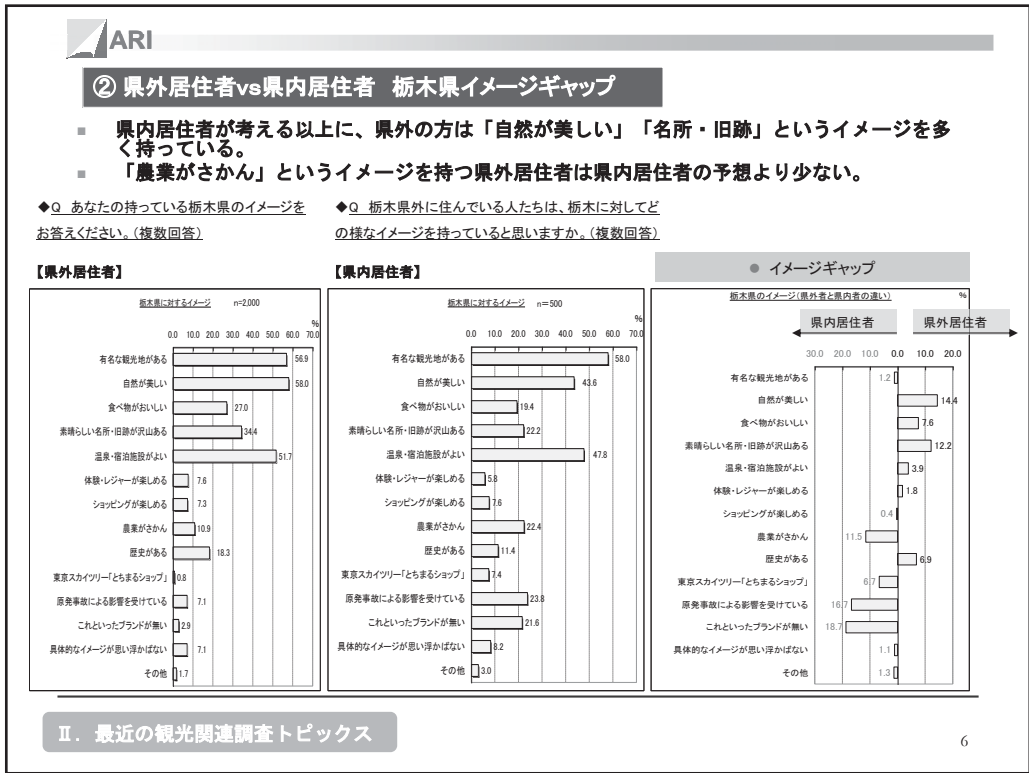 ARI
② 県外居住者vs県内居住者 栃木県イメージギャップ
■ 県内居住者が考える以上に、県外の方は「自然が美しい」「名所・旧跡」というイメージを多
く持っている。
■ 「農業がさかん」というイメージを持つ県外居住者は県内居住者の予想より少ない。
◆Q あなたの持っている栃木県のイメージを
お答えください。（複数回答）
◆Q 栃木県外に住んでいる人たちは、栃木に対してど
の様なイメージを持っていると思いますか。（複数回答）
【県外居住者】
栃木県に対するイメージ n=2,000
%
0.0 10.0 20.0 30.0 40.0 50.0 60.0 70.0
有名な観光地がある 56.9
自然が美しい 58.0
食べ物がおいしい 27.0
素晴らしい名所・旧跡が沢山ある 34.4
温泉・宿泊施設がよい 51.7
体験・レジャーが楽しめる 7.6
ショッピングが楽しめる 7.3
農業がさかん 10.9
歴史がある 18.3
東京スカイツリー「とちまるショップ」 0.8
原発事故による影響を受けている 7.1
これといったブランドが無い 2.9
具体的なイメージが思い浮かばない 7.1
その他 1.7
【県内居住者】
栃木県に対するイメージ n＝500
%
0.0 10.0 20.0 30.0 40.0 50.0 60.0 70.0
有名な観光地がある 58.0
自然が美しい 43.6
食べ物がおいしい 19.4
素晴らしい名所・旧跡が沢山ある 22.2
温泉・宿泊施設がよい 47.8
体験・レジャーが楽しめる 5.8
ショッピングが楽しめる 7.6
農業がさかん 22.4
歴史がある 11.4
東京スカイツリー「とちまるショップ」 7.4
原発事故による影響を受けている 23.8
これといったブランドが無い 21.6
具体的なイメージが思い浮かばない 8.2
その他 3.0
● イメージギャップ
栃木県のイメージ（県外者と県内者の違い） %
県内居住者 県外居住者
30.0 20.0 10.0 0.0 10.0 20.0
有名な観光地がある 1.2
自然が美しい 14.4
食べ物がおいしい 7.6
素晴らしい名所・旧跡が沢山ある 12.2
温泉・宿泊施設がよい 3.9
体験・レジャーが楽しめる 1.8
ショッピングが楽しめる 0.4
農業がさかん 11.5
歴史がある 6.9
東京スカイツリー「とちまるショップ」 6.7
原発事故による影響を受けている 16.7
これといったブランドが無い 18.7
具体的なイメージが思い浮かばない 1.1
その他 1.3
Ⅱ．最近の観光関連調査トピックス
6